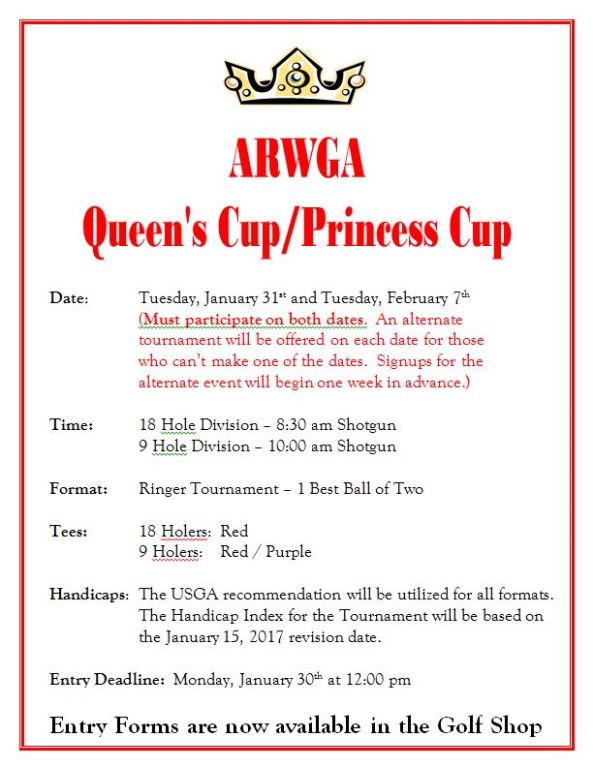 ARWGA
Queen's Cup/Princess Cup
Date: Tuesday, January 31st and Tuesday, February 7th
(Must participate on both dates. An alternate
tournament will be offered on each date for those
who can't make one of the dates. Signups for the
alternate event will begin one week in advance.)
Time: 18 Hole Division – 8:30 am Shotgun
9 Hole Division – 10:00 am Shotgun
Format: Ringer Tournament – 1 Best Ball of Two
Tees: 18 Holers: Red
9 Holers: Red / Purple
Handicaps: The USGA recommendation will be utilized for all formats.
The Handicap Index for the Tournament will be based on
the January 15, 2017 revision date.
Entry Deadline: Monday, January 30th at 12:00 pm
Entry Forms are now available in the Golf Shop